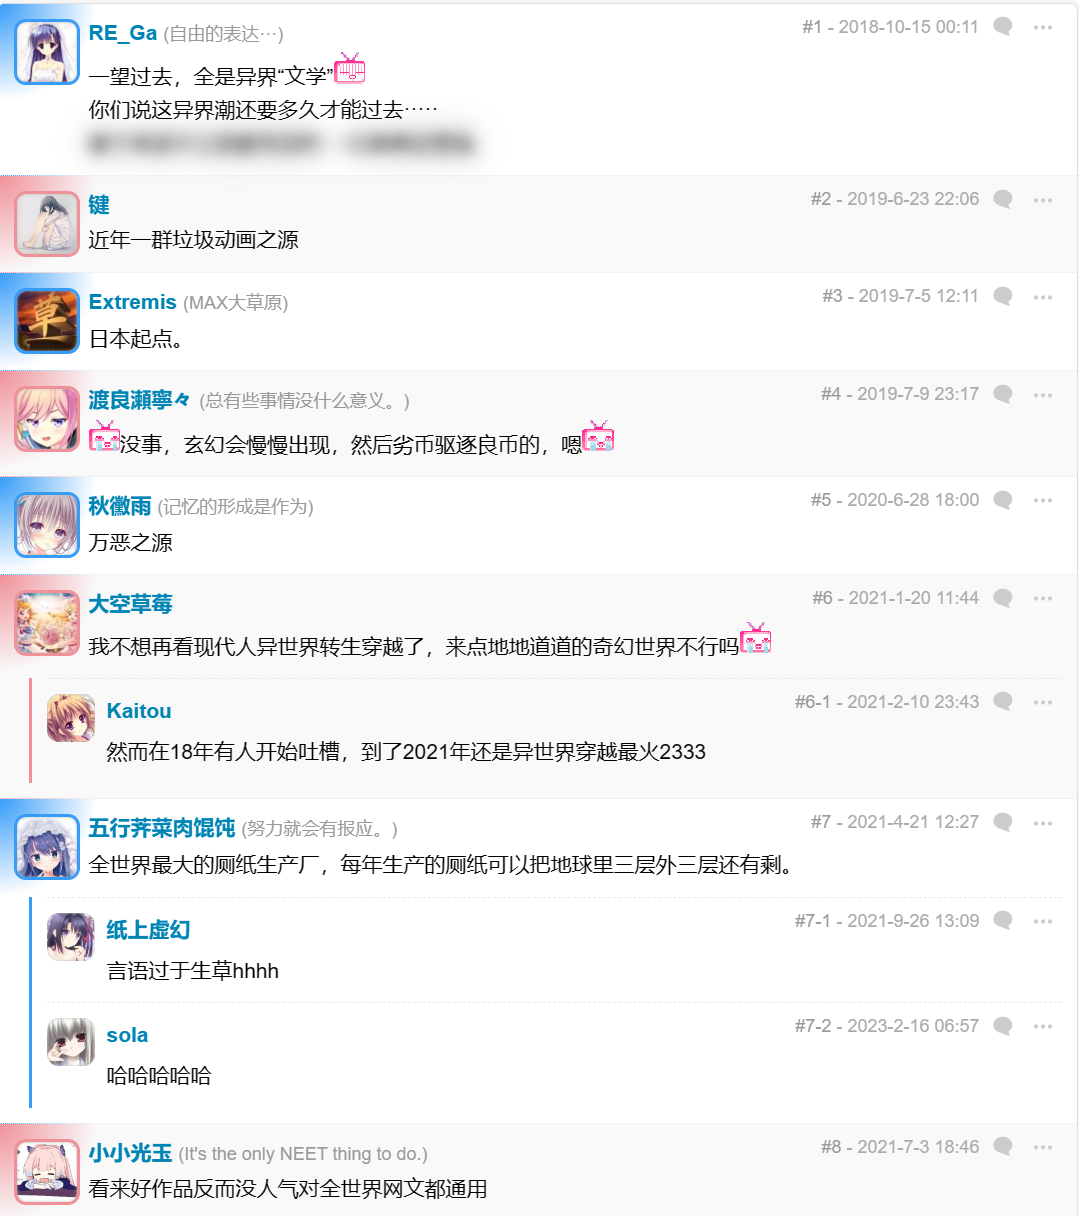 RE_Ga (自由的表达…)
#1 - 2018-10-15 00:11
一望过去，全是异界“文学”
你们说这异界潮还要多久才能过去……
键
#2 - 2019-6-23 22:06
近年一群垃圾动画之源
Extremis (MAX大草原)
#3 - 2019-7-5 12:11
日本起点。
渡良瀬寧々 (总有些事情没什么意义。)
#4 - 2019-7-9 23:17
没事，玄幻会慢慢出现，然后劣币驱逐良币的，嗯
秋徽雨 (记忆的形成是作为)
#5 - 2020-6-28 18:00
万恶之源
大空草莓
#6 - 2021-1-20 11:44
我不想再看现代人异世界转生穿越了，来点地地道道的奇幻世界不行吗
Kaitou
#6-1 - 2021-2-10 23:43
然而在18年有人开始吐槽，到了2021年还是异世界穿越最火2333
五行荠菜肉馄饨 (努力就会有报应。)
#7 - 2021-4-21 12:27
全世界最大的厕纸生产厂，每年生产的厕纸可以把地球里三层外三层还有剩。
纸上虚幻
#7-1 - 2021-9-26 13:09
言语过于生草hhhh
sola
#7-2 - 2023-2-16 06:57
哈哈哈哈哈
小小光玉 (It's the only NEET thing to do.)
#8 - 2021-7-3 18:46
看来好作品反而没人气对全世界网文都通用